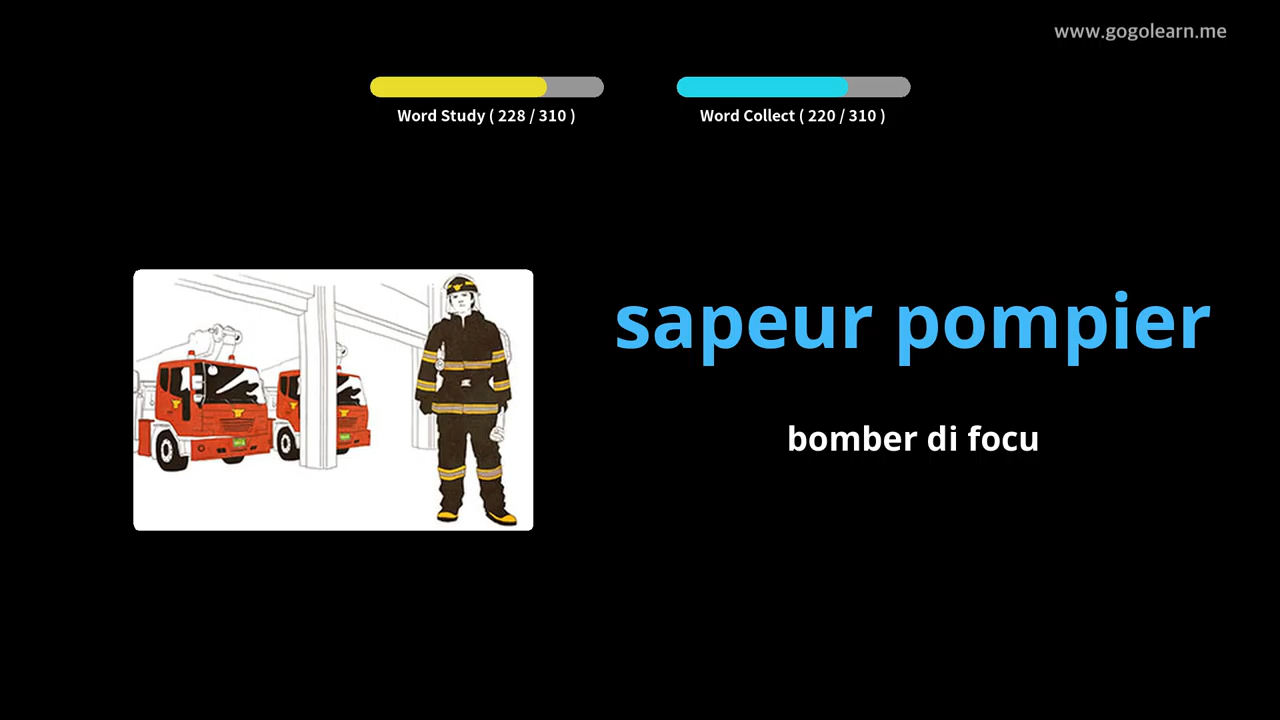 www.gogolearn.me
Word Study ( 228 / 310 )
Word Collect ( 220 / 310 )
sapeur pompier
bomber di focu